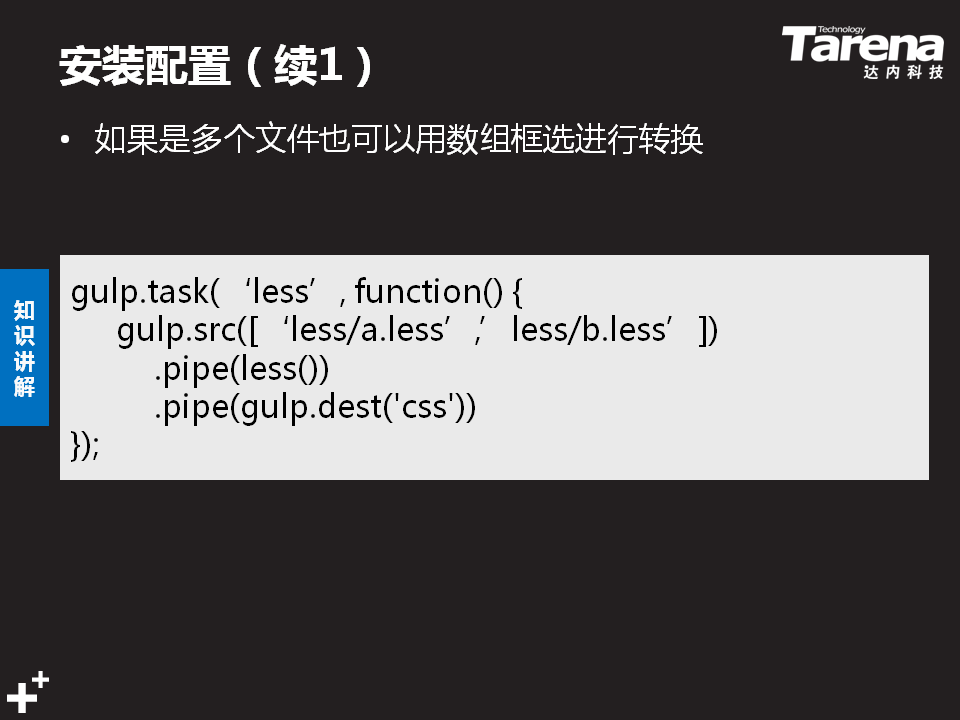 安装配置（续1）
Technology
Tarena
达内科技
• 如果是多个文件也可以用数组框选进行转换
知识讲解
gulp.task(‘less’, function() {
gulp.src([‘less/a.less’,’less/b.less’])
.pipe(less())
.pipe(gulp.dest('css'))
});